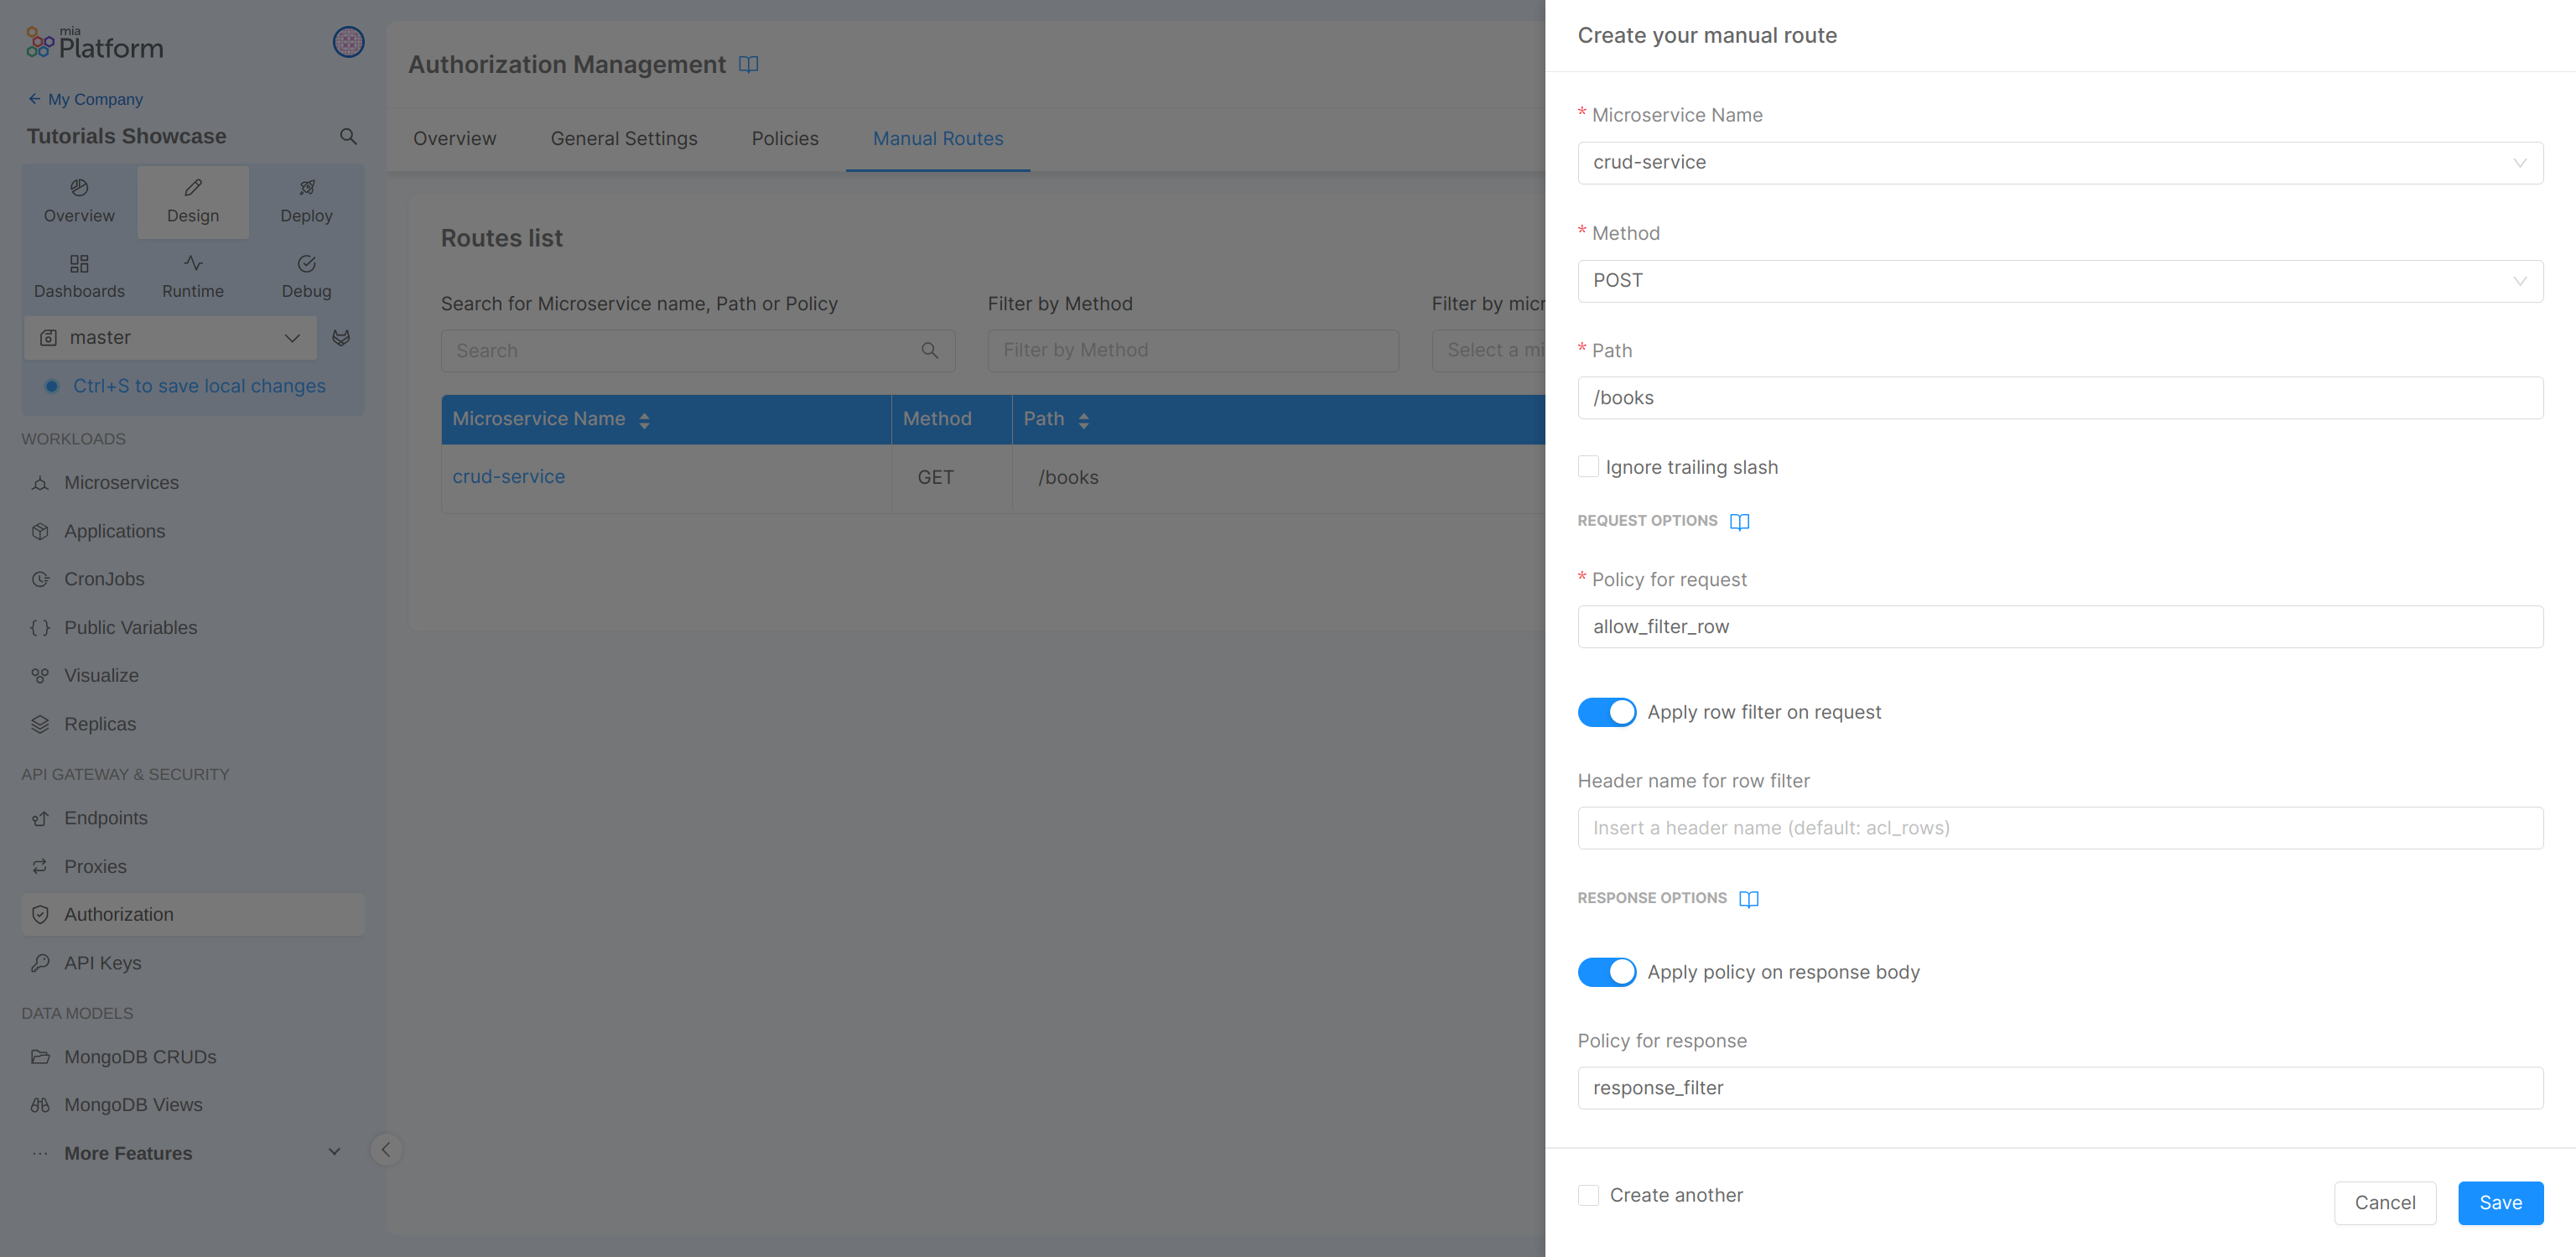 mia
Platform
My Company
Tutorials Showcase
Overview
Design
Deploy
Dashboards
Runtime
Debug
master
Ctrl+S to save local changes
WORKLOADS
Microservices
Applications
CronJobs
Public Variables
Visualize
Replicas
API GATEWAY & SECURITY
Endpoints
Proxies
Authorization
API Keys
DATA MODELS
MongoDB CRUDs
MongoDB Views
More Features
Authorization Management
Overview General Settings Policies Manual Routes
Routes list
Search for Microservice name, Path or Policy Filter by Method Filter by micr
Search Filter by Method Select a mi
Microservice Name Method Path
crud-service GET /books
Create your manual route
* Microservice Name
crud-service
* Method
POST
* Path
/books
Ignore trailing slash
REQUEST OPTIONS
* Policy for request
allow_filter_row
Apply row filter on request
Header name for row filter
Insert a header name (default: acl_rows)
RESPONSE OPTIONS
Apply policy on response body
Policy for response
response_filter
Create another
Cancel Save